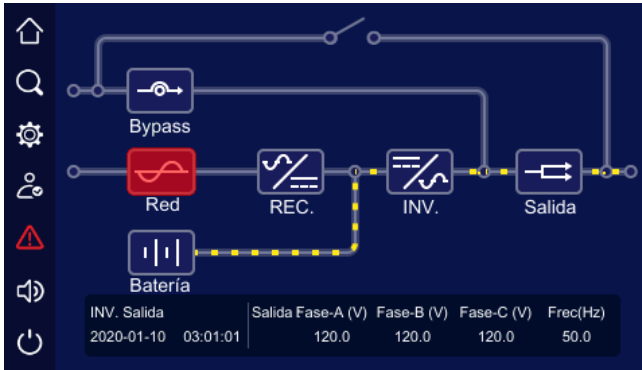 Bypass
Red
REC.
INV.
Salida
Batería
INV. Salida
Salida Fase-A (V) Fase-B (V) Fase-C (V) Frec(Hz)
2020-01-10 03:01:01
120.0 120.0 120.0 50.0